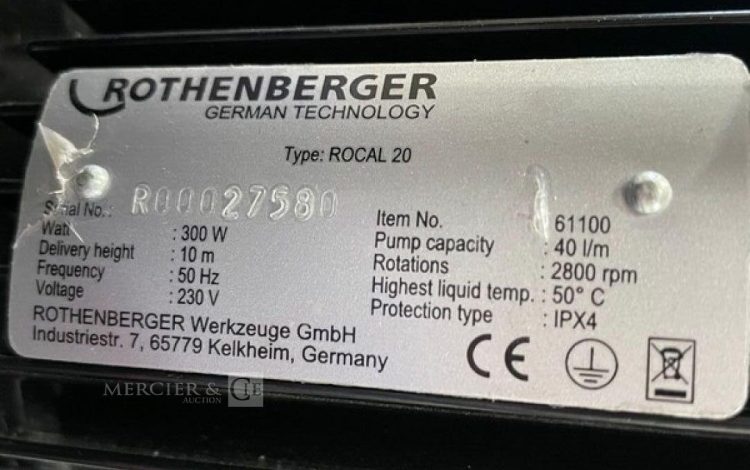 ROTHENBERGER
GERMAN TECHNOLOGY
Type: ROCAL 20
Serial No.: R00027580
Watt : 300 W
Delivery height : 10 m
Frequency : 50 Hz
Voltage : 230 V
Item No. 61100
Pump capacity : 40 l/m
Rotations : 2800 rpm
Highest liquid temp. : 50° C
Protection type : IPX4
ROTHENBERGER Werkzeuge GmbH
Industriestr. 7, 65779 Kelkheim, Germany
CE
MERCIER & CIE
AUCTION